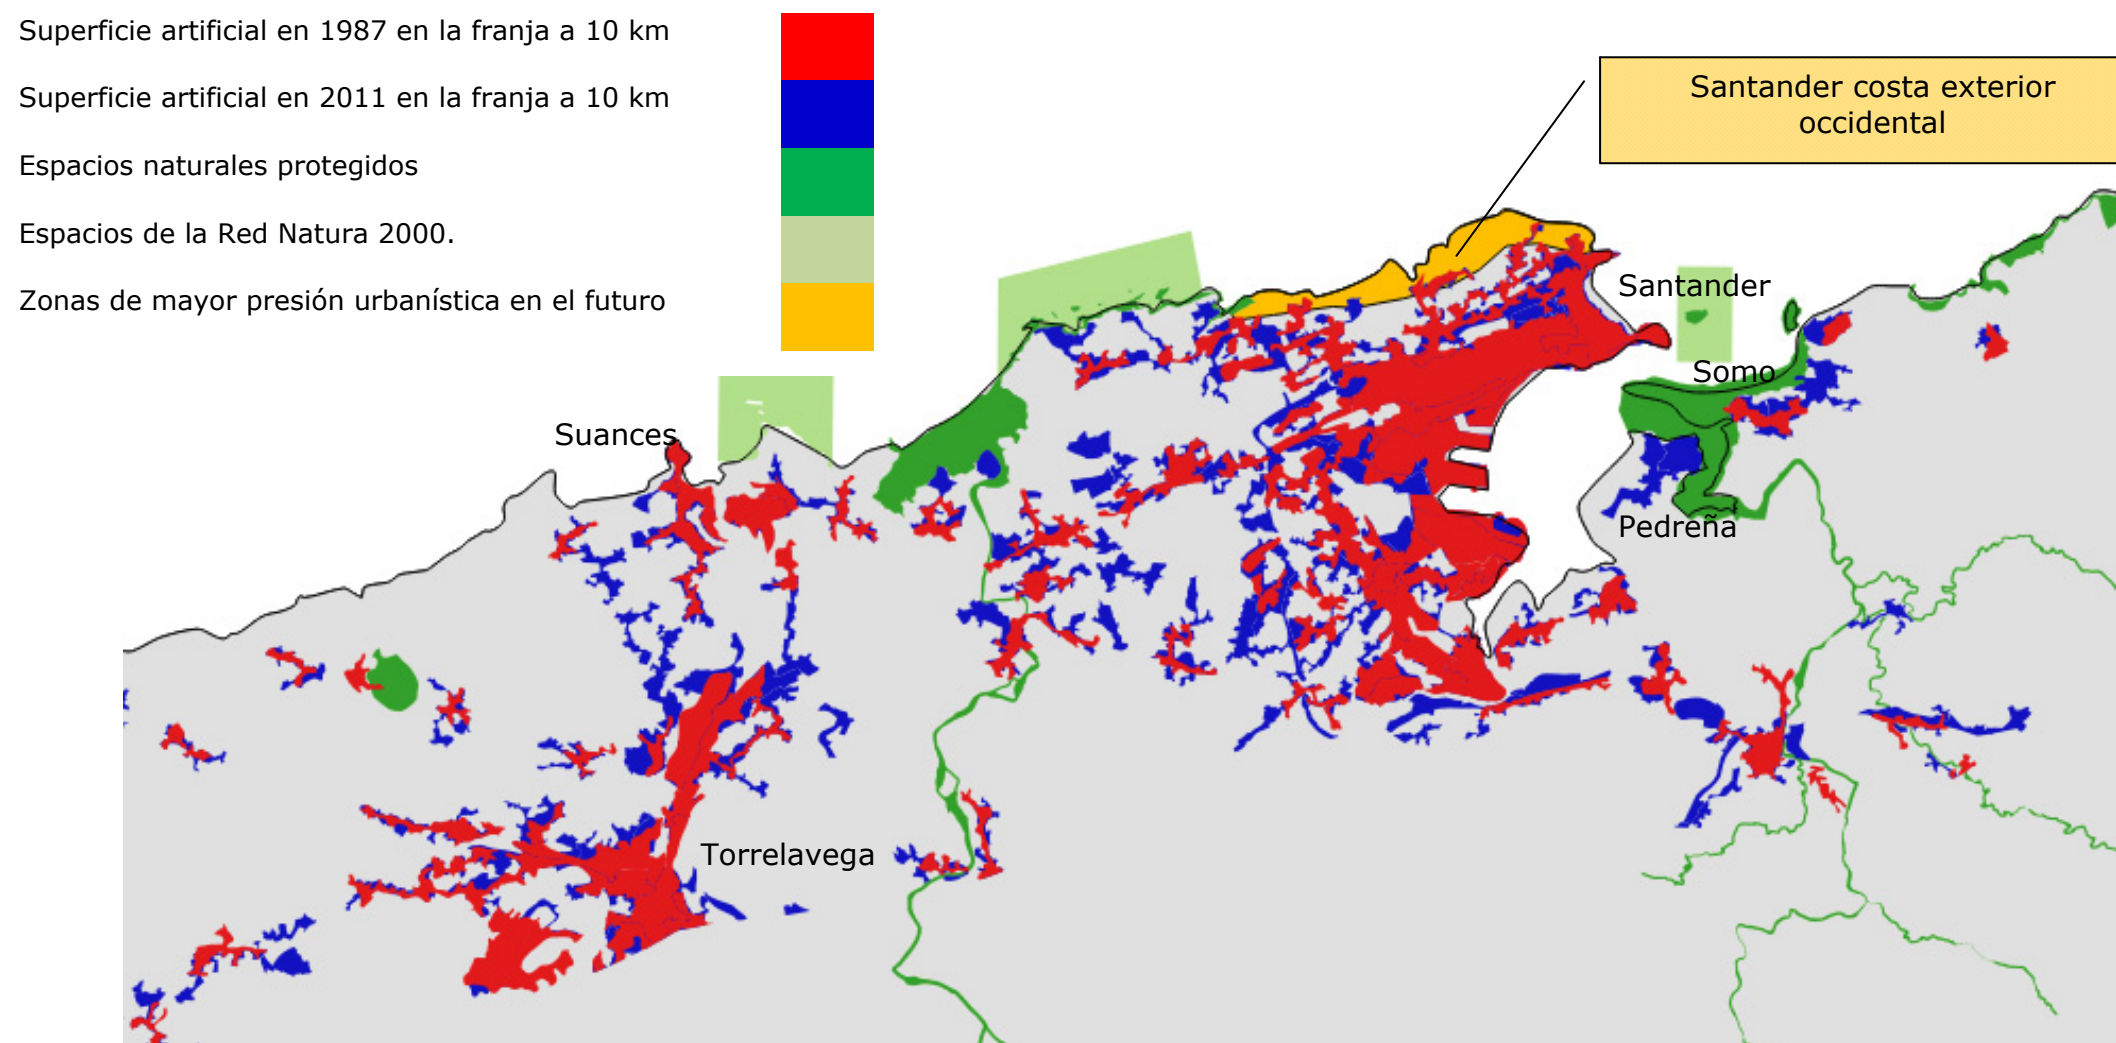 Superficie artificial en 1987 en la franja a 10 km
Superficie artificial en 2011 en la franja a 10 km
Espacios naturales protegidos
Espacios de la Red Natura 2000.
Zonas de mayor presión urbanística en el futuro
Santander costa exterior
occidental
Santander
Somo
Suances
Pedreña
Torrelavega